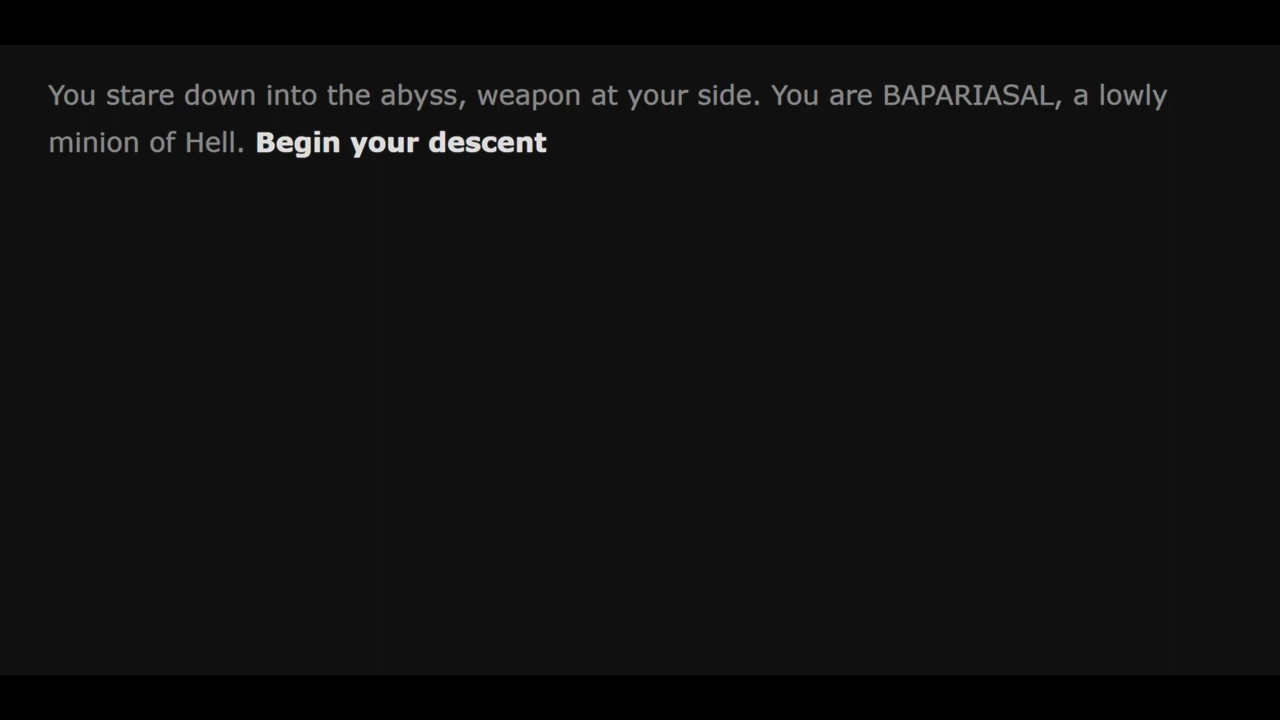 You stare down into the abyss, weapon at your side. You are BAPARIASAL, a lowly
minion of Hell. Begin your descent